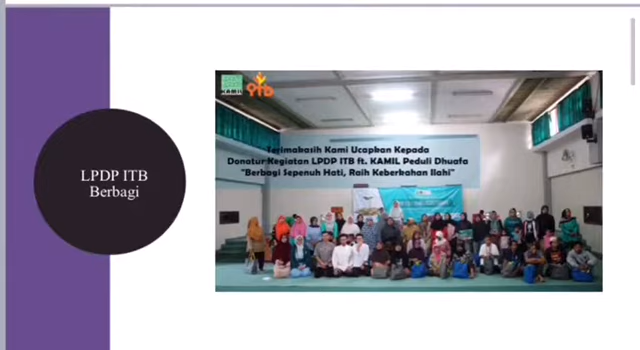 LPDP ITB
Berbagi
KAMIL
Terimakasih Kami Ucapkan Kepada
Donatur Kegiatan LPDP ITB ft. KAMIL Peduli Dhuafa
"Berbagi Sepenuh Hati, Raih Keberkahan Ilahi"